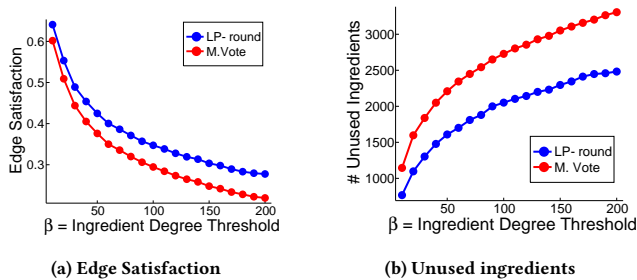 Edge Satisfaction
0.6
0.5
0.4
0.3
LP- round
M.Vote
50
100
150
200
β = Ingredient Degree Threshold
(a) Edge Satisfaction
# Unused Ingredients
3000
2500
2000
1500
1000
LP- round
M. Vote
50
100
150
200
β = Ingredient Degree Threshold
(b) Unused ingredients